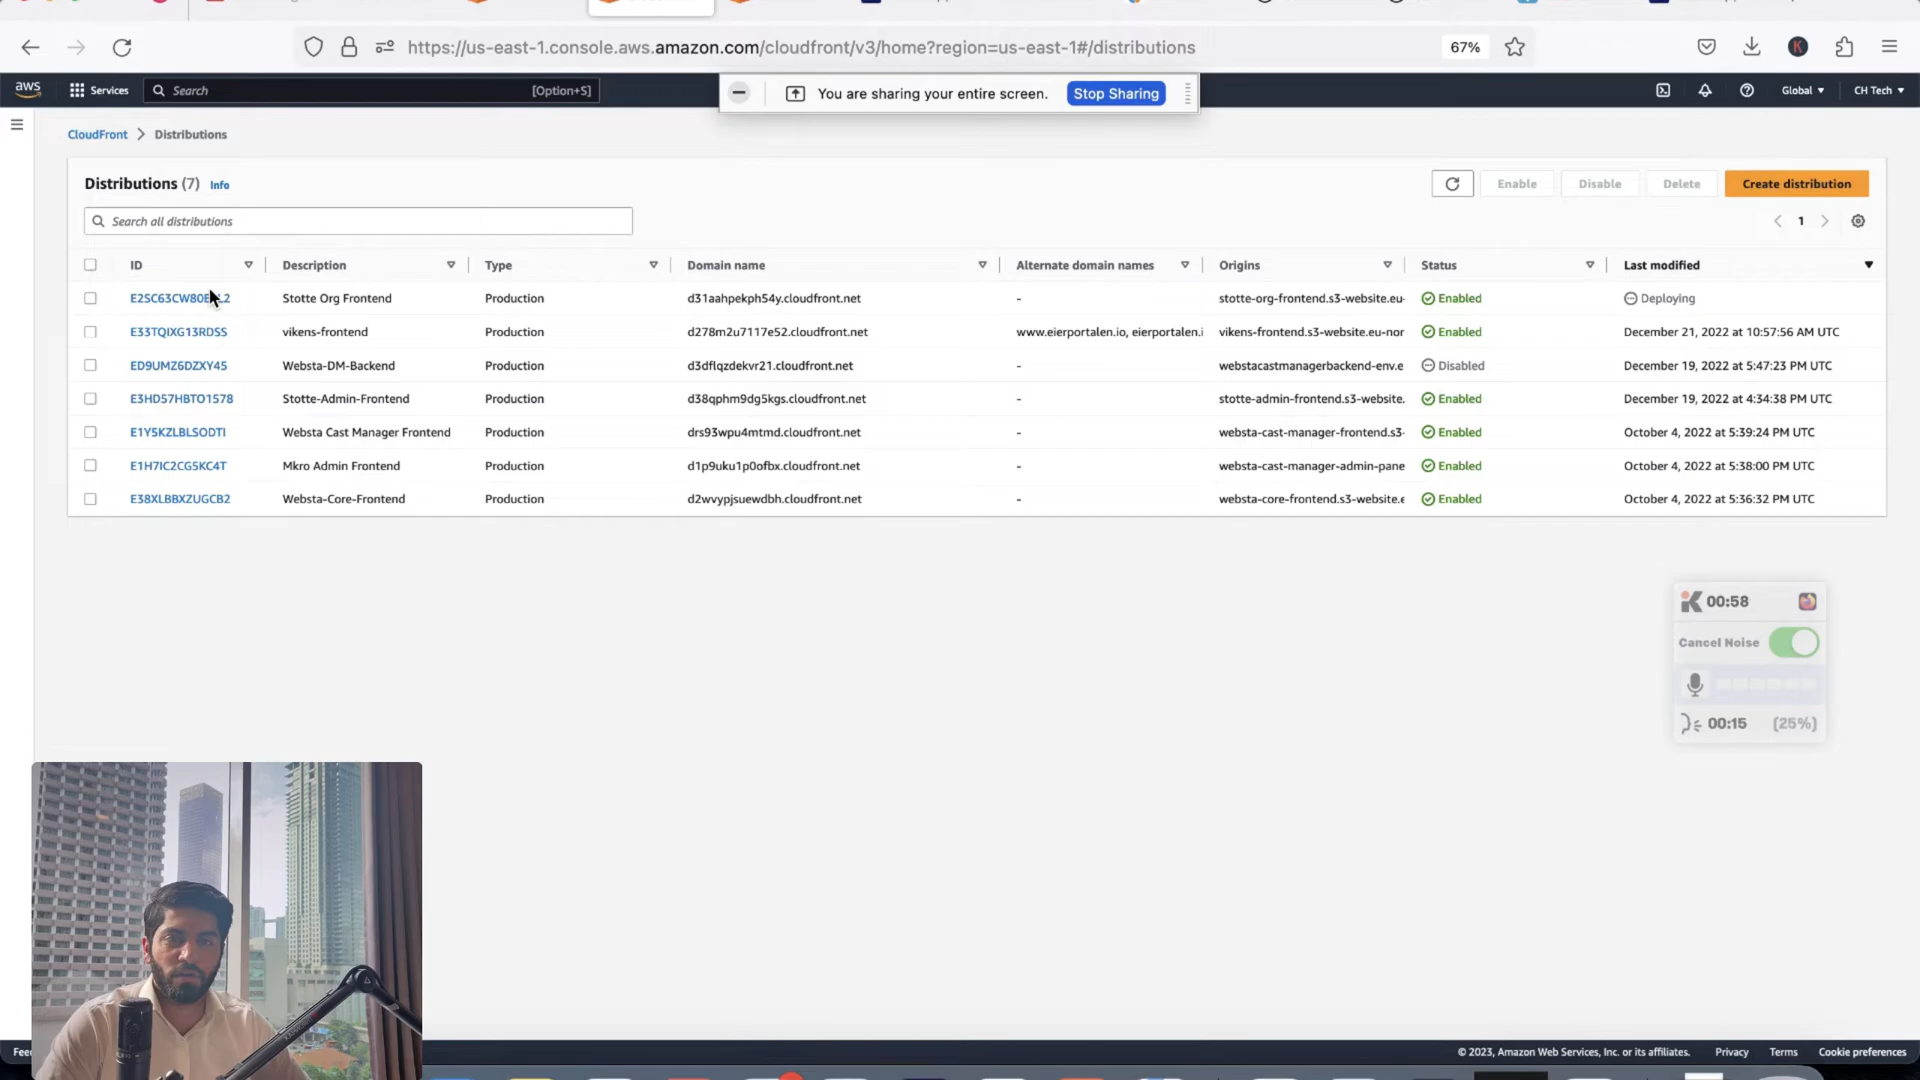 https://us-east-1.console.aws.amazon.com/cloudfront/v3/home?region=us-east-1#/distributions
67%
K
aws
Services
Search
[Option+S]
You are sharing your entire screen.
Stop Sharing
Global
CH Tech
CloudFront
Distributions
Distributions (7)
Info
Enable
Disable
Delete
Create distribution
Search all distributions
1
ID Description Type Domain name Alternate domain names Origins Status Last modified
Stotte Org Frontend Production d31aahpekph54y.cloudfront.net - stotte-org-frontend.s3-website.eu- Enabled Deploying
E33TQIXG13RDSS vikens-frontend Production d278m2u7117e52.cloudfront.net www.eierportalen.io, eierportalen.i vikens-frontend.s3-website.eu-nor Enabled December 21, 2022 at 10:57:56 AM UTC
ED9UMZ6DZXY45 Websta-DM-Backend Production d3dflqzdekvr21.cloudfront.net - webstacastmanagerbackend-env.e Disabled December 19, 2022 at 5:47:23 PM UTC
E3HD57HBTO1578 Stotte-Admin-Frontend Production d38qphm9dg5kgs.cloudfront.net - stotte-admin-frontend.s3-website. Enabled December 19, 2022 at 4:34:38 PM UTC
E1Y5KZLBLSODTI Websta Cast Manager Frontend Production drs93wpu4mtmd.cloudfront.net - websta-cast-manager-frontend.s3- Enabled October 4, 2022 at 5:39:24 PM UTC
E1H7IC2CG5KC4T Mkro Admin Frontend Production d1p9uku1p0ofbx.cloudfront.net - websta-cast-manager-admin-pane Enabled October 4, 2022 at 5:38:00 PM UTC
E38XLBBXZUGCB2 Websta-Core-Frontend Production d2wvypjsuewdbh.cloudfront.net - websta-core-frontend.s3-website.e Enabled October 4, 2022 at 5:36:32 PM UTC
00:58
Cancel Noise
00:15 (25%)
© 2023, Amazon Web Services, Inc. or its affiliates.
Privacy
Terms
Cookie preferences